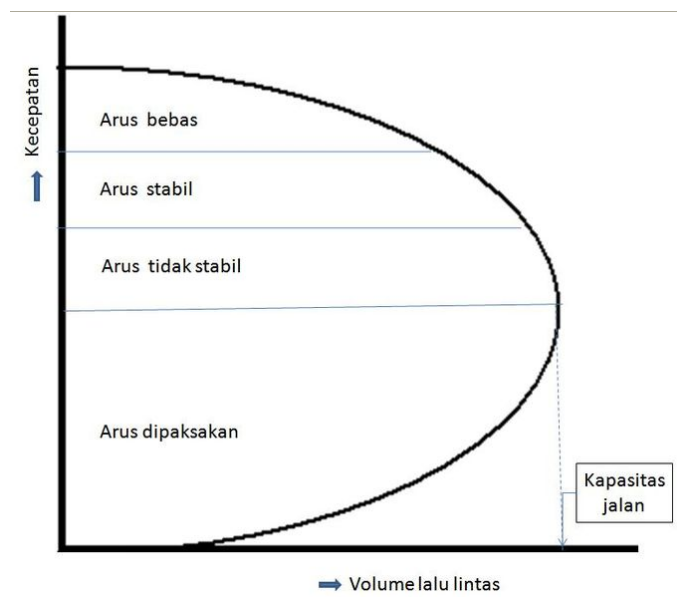 Kecepatan
Arus bebas
Arus stabil
Arus tidak stabil
Arus dipaksakan
Kapasitas
jalan
Volume lalu lintas